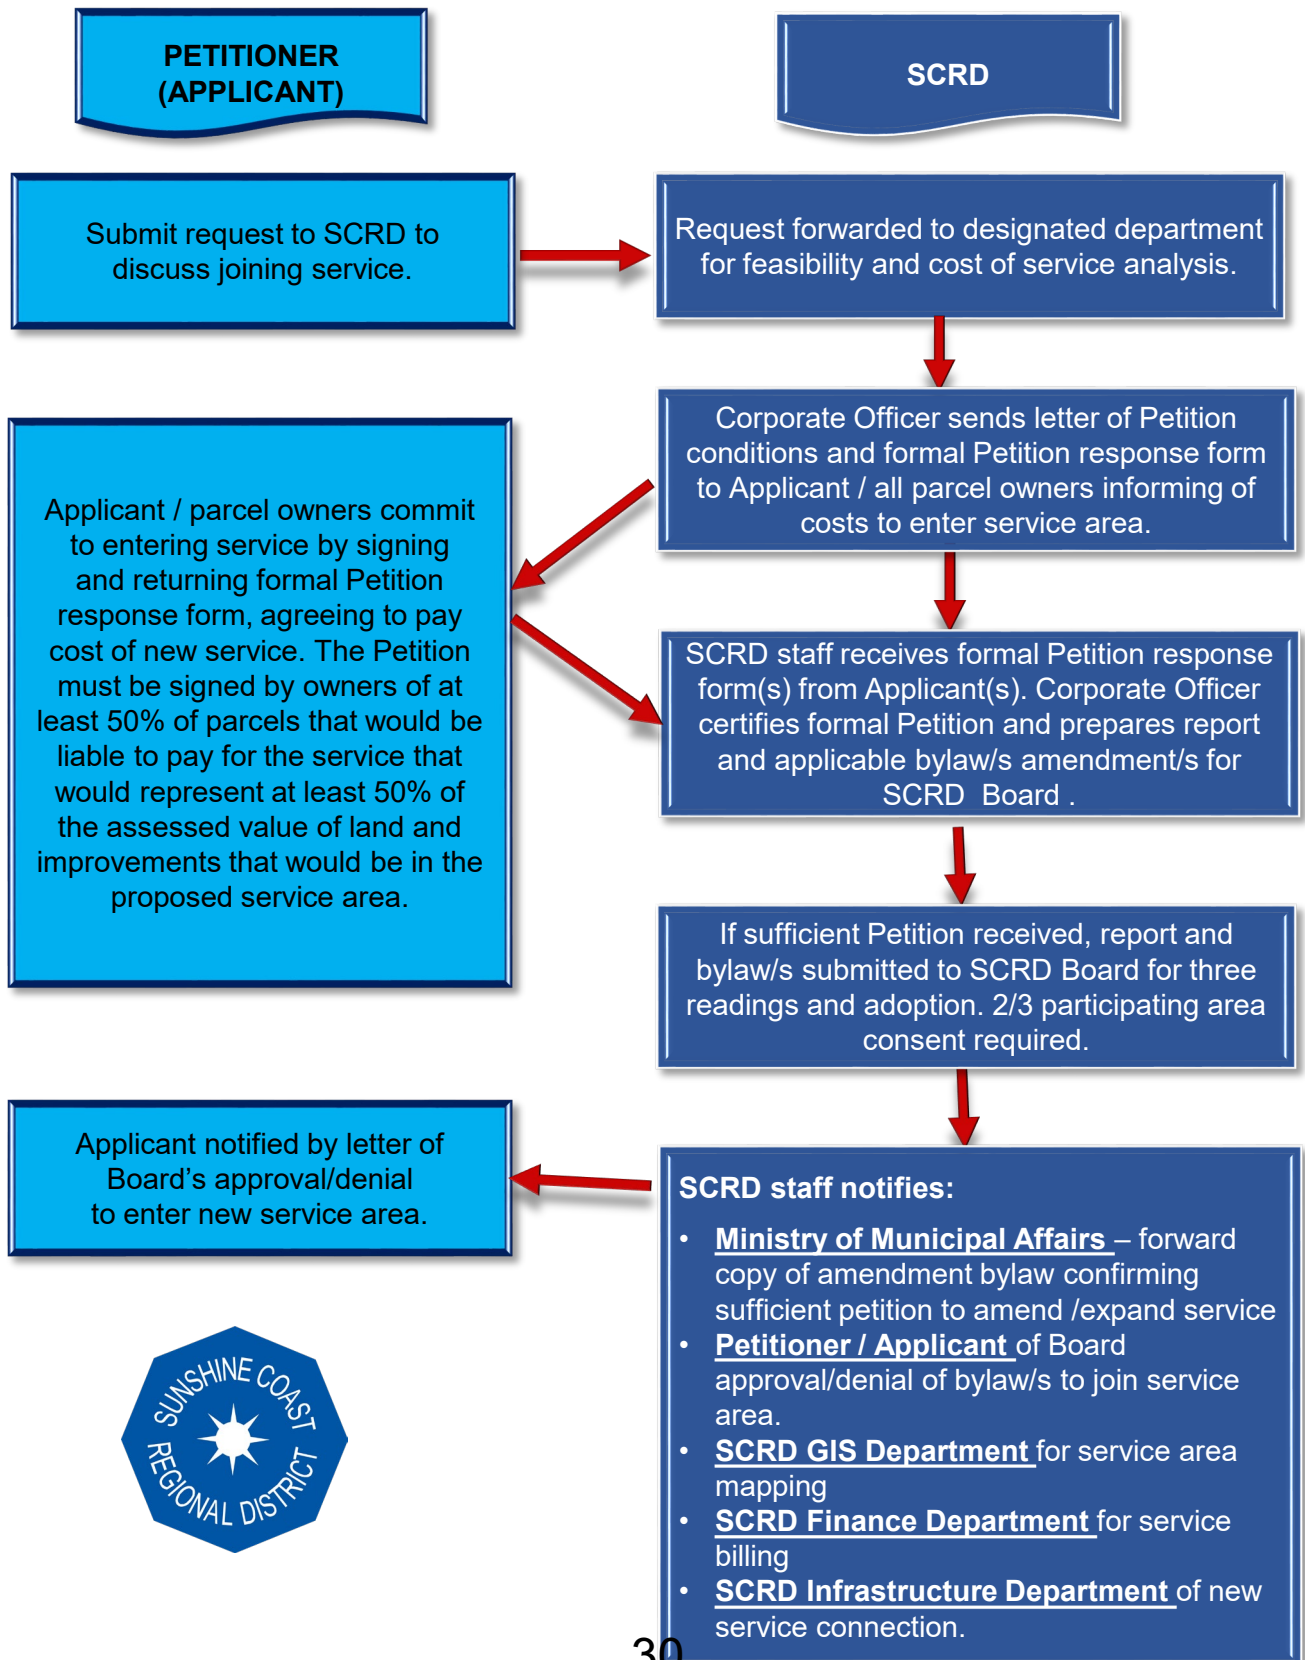 PETITIONER
(APPLICANT)
SCRD
Submit request to SCRD to
discuss joining service.
Request forwarded to designated department
for feasibility and cost of service analysis.
Corporate Officer sends letter of Petition
conditions and formal Petition response form
to Applicant / all parcel owners informing of
costs to enter service area.
Applicant / parcel owners commit
to entering service by signing
and returning formal Petition
response form, agreeing to pay
cost of new service. The Petition
must be signed by owners of at
least 50% of parcels that would be
liable to pay for the service that
would represent at least 50% of
the assessed value of land and
improvements that would be in the
proposed service area.
SCRD staff receives formal Petition response
form(s) from Applicant(s). Corporate Officer
certifies formal Petition and prepares report
and applicable bylaw/s amendment/s for
SCRD Board .
If sufficient Petition received, report and
bylaw/s submitted to SCRD Board for three
readings and adoption. 2/3 participating area
consent required.
Applicant notified by letter of
Board's approval/denial
to enter new service area.
SCRD staff notifies:
• Ministry of Municipal Affairs – forward
copy of amendment bylaw confirming
sufficient petition to amend /expand service
• Petitioner / Applicant of Board
approval/denial of bylaw/s to join service
area.
• SCRD GIS Department for service area
mapping
• SCRD Finance Department for service
billing
• SCRD Infrastructure Department of new
service connection.
SUNSHINE COAST
REGIONAL DISTRICT
30